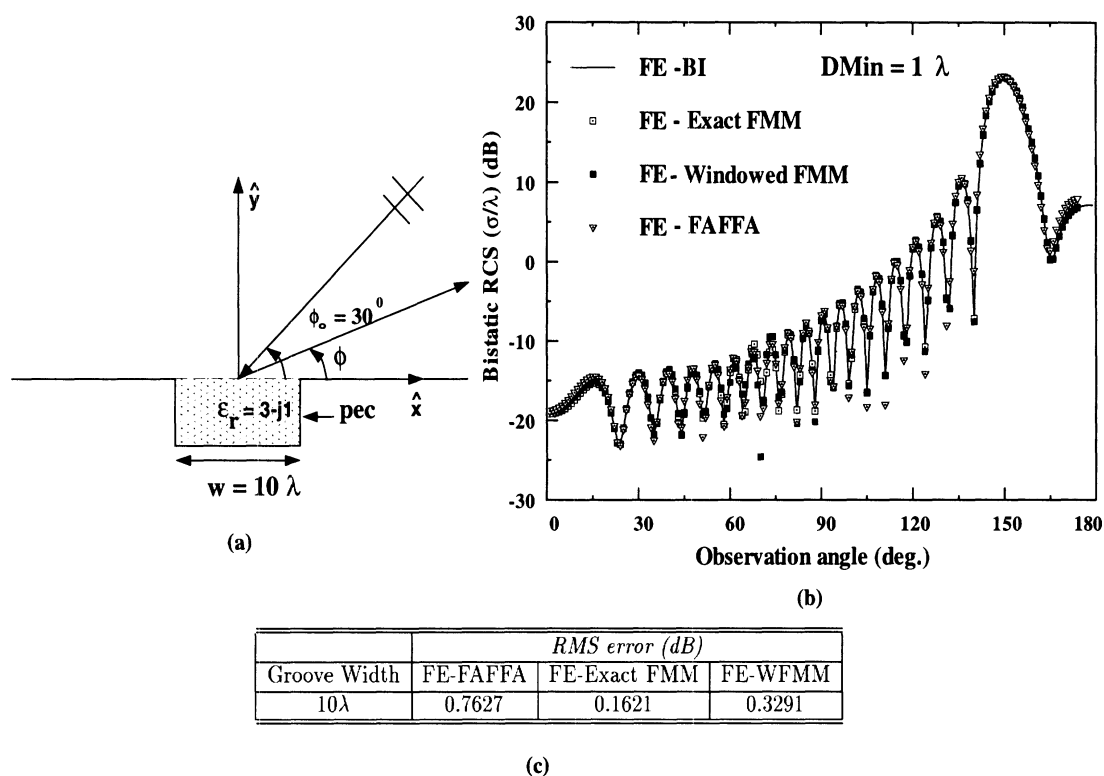 ŷ
ϕₒ = 30⁰
ϕ
x̂
ε_r = 3-j1
pec
w = 10 λ
(a)
Bistatic RCS (σ/λ) (dB)
30
20
10
0
-10
-20
-30
FE -BI
DMin = 1 λ
FE - Exact FMM
FE - Windowed FMM
FE - FAFFA
0 30 60 90 120 150 180
Observation angle (deg.)
(b)
RMS error (dB)
Groove Width FE-FAFFA FE-Exact FMM FE-WFMM
10λ 0.7627 0.1621 0.3291
(c)